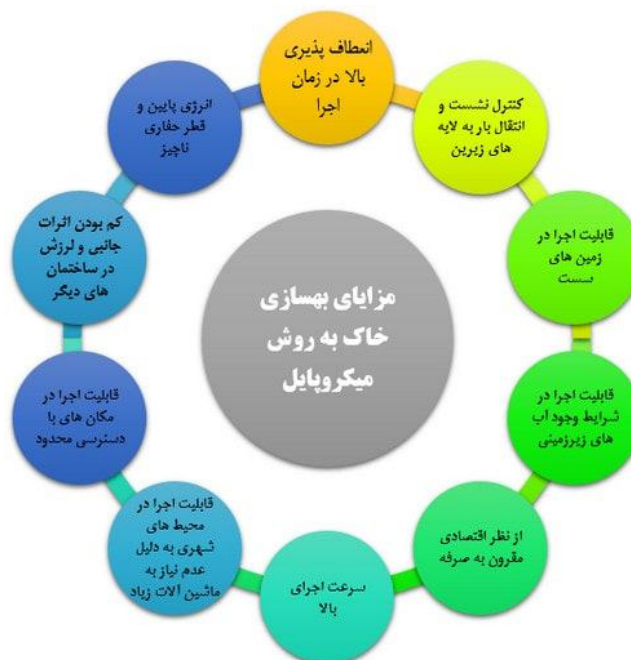 انعطاف پذیری
بالا در زمان
اجرا
کنترل نشست و
انتقال بار به لایه
های زیرین
قابلیت اجرا در
زمین های
سست
قابلیت اجرا در
شرایط وجود آب
های زیرزمینی
از نظر اقتصادی
مقرون به صرفه
سرعت اجرای
بالا
قابلیت اجرا در
محیط های
شهری به دلیل
عدم نیاز به
ماشین آلات زیاد
قابلیت اجرا در
مکان های با
دسترسی محدود
کم بودن اثرات
جانبی و لرزش
در ساختمان
های دیگر
انرژی پایین و
قطر حفاری
ناچیز
مزایای بهسازی
خاک به روش
میکروپایل